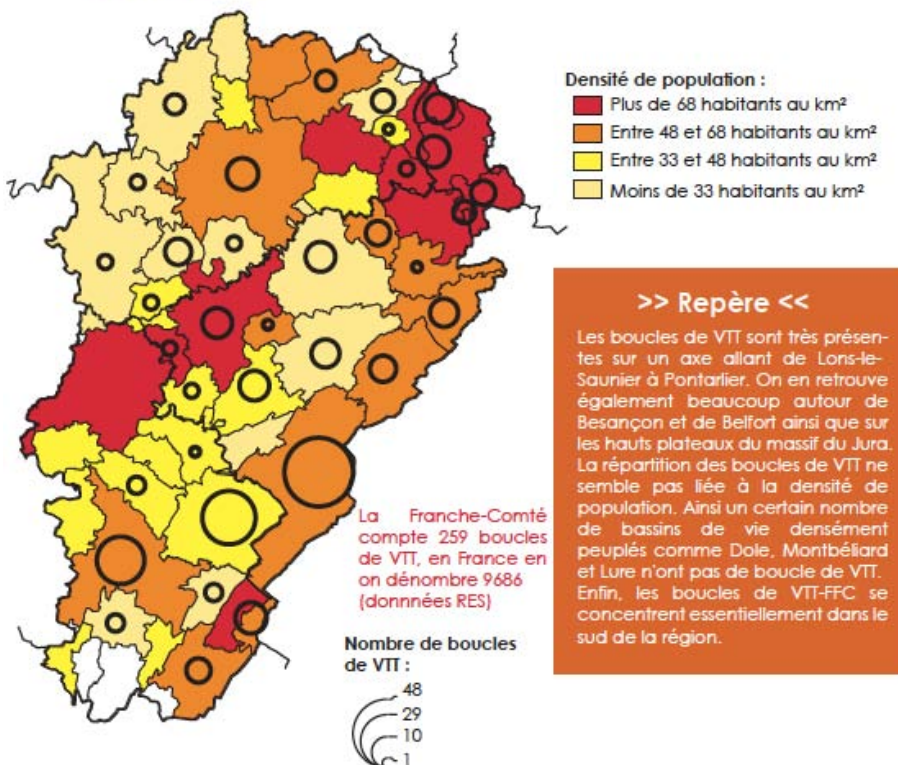 Densité de population :
Plus de 68 habitants au km²
Entre 48 et 68 habitants au km²
Entre 33 et 48 habitants au km²
Moins de 33 habitants au km²
>> Repère <<
Les boucles de VTT sont très présen-
tes sur un axe allant de Lons-le-
Saunier à Pontarlier. On en retrouve
également beaucoup autour de
Besançon et de Belfort ainsi que sur
les hauts plateaux du massif du Jura.
La répartition des boucles de VTT ne
semble pas liée à la densité de
population. Ainsi un certain nombre
de bassins de vie densément
peuplés comme Dole, Montbéliard
et Lure n'ont pas de boucle de VTT.
Enfin, les boucles de VTT-FFC se
concentrent essentiellement dans le
sud de la région.
La Franche-Comté
compte 259 boucles
de VTT, en France en
on dénombre 9686
(donnnées RES)
Nombre de boucles
de VTT :
48
29
10
1